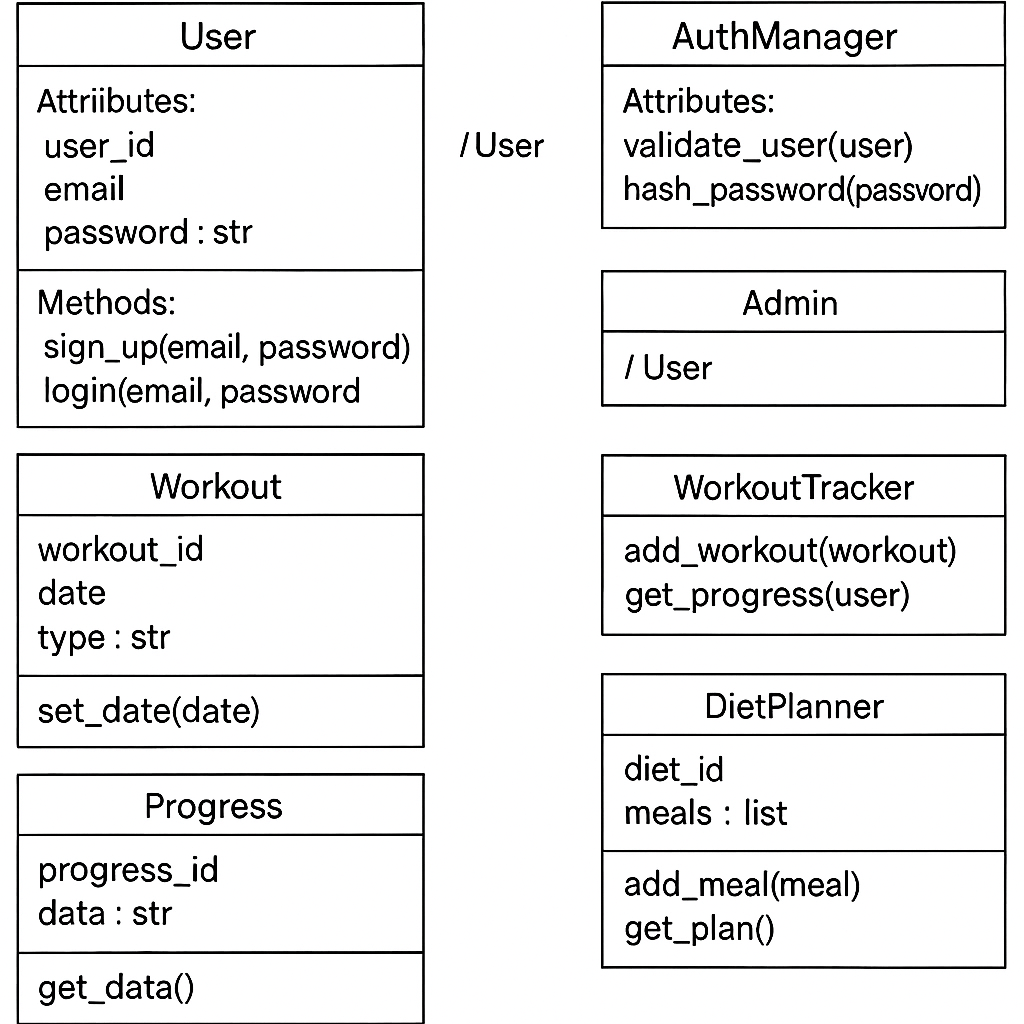 User
Attriibutes:
user_id
email
password : str
Methods:
sign_up(email, password)
login(email, password
/ User
AuthManager
Attributes:
validate_user(user)
hash_password(passvord)
Admin
/ User
Workout
workout_id
date
type : str
set_date(date)
WorkoutTracker
add_workout(workout)
get_progress(user)
Progress
progress_id
data : str
get_data()
DietPlanner
diet_id
meals : list
add_meal(meal)
get_plan()